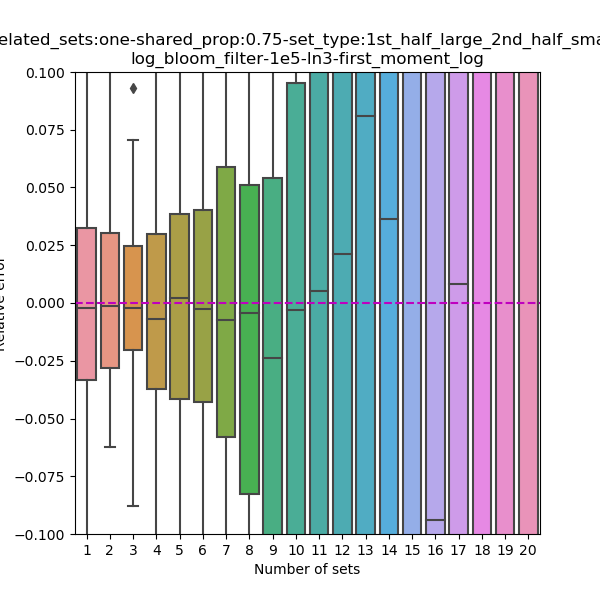 elated_sets:one-shared_prop:0.75-set_type:1st_half_large_2nd_half_sma
log_bloom_filter-1e5-ln3-first_moment_log
0.100
0.075
0.050
0.025
0.000
−0.025
−0.050
−0.075
−0.100
Relative error
1 2 3 4 5 6 7 8 9 10 11 12 13 14 15 16 17 18 19 20
Number of sets